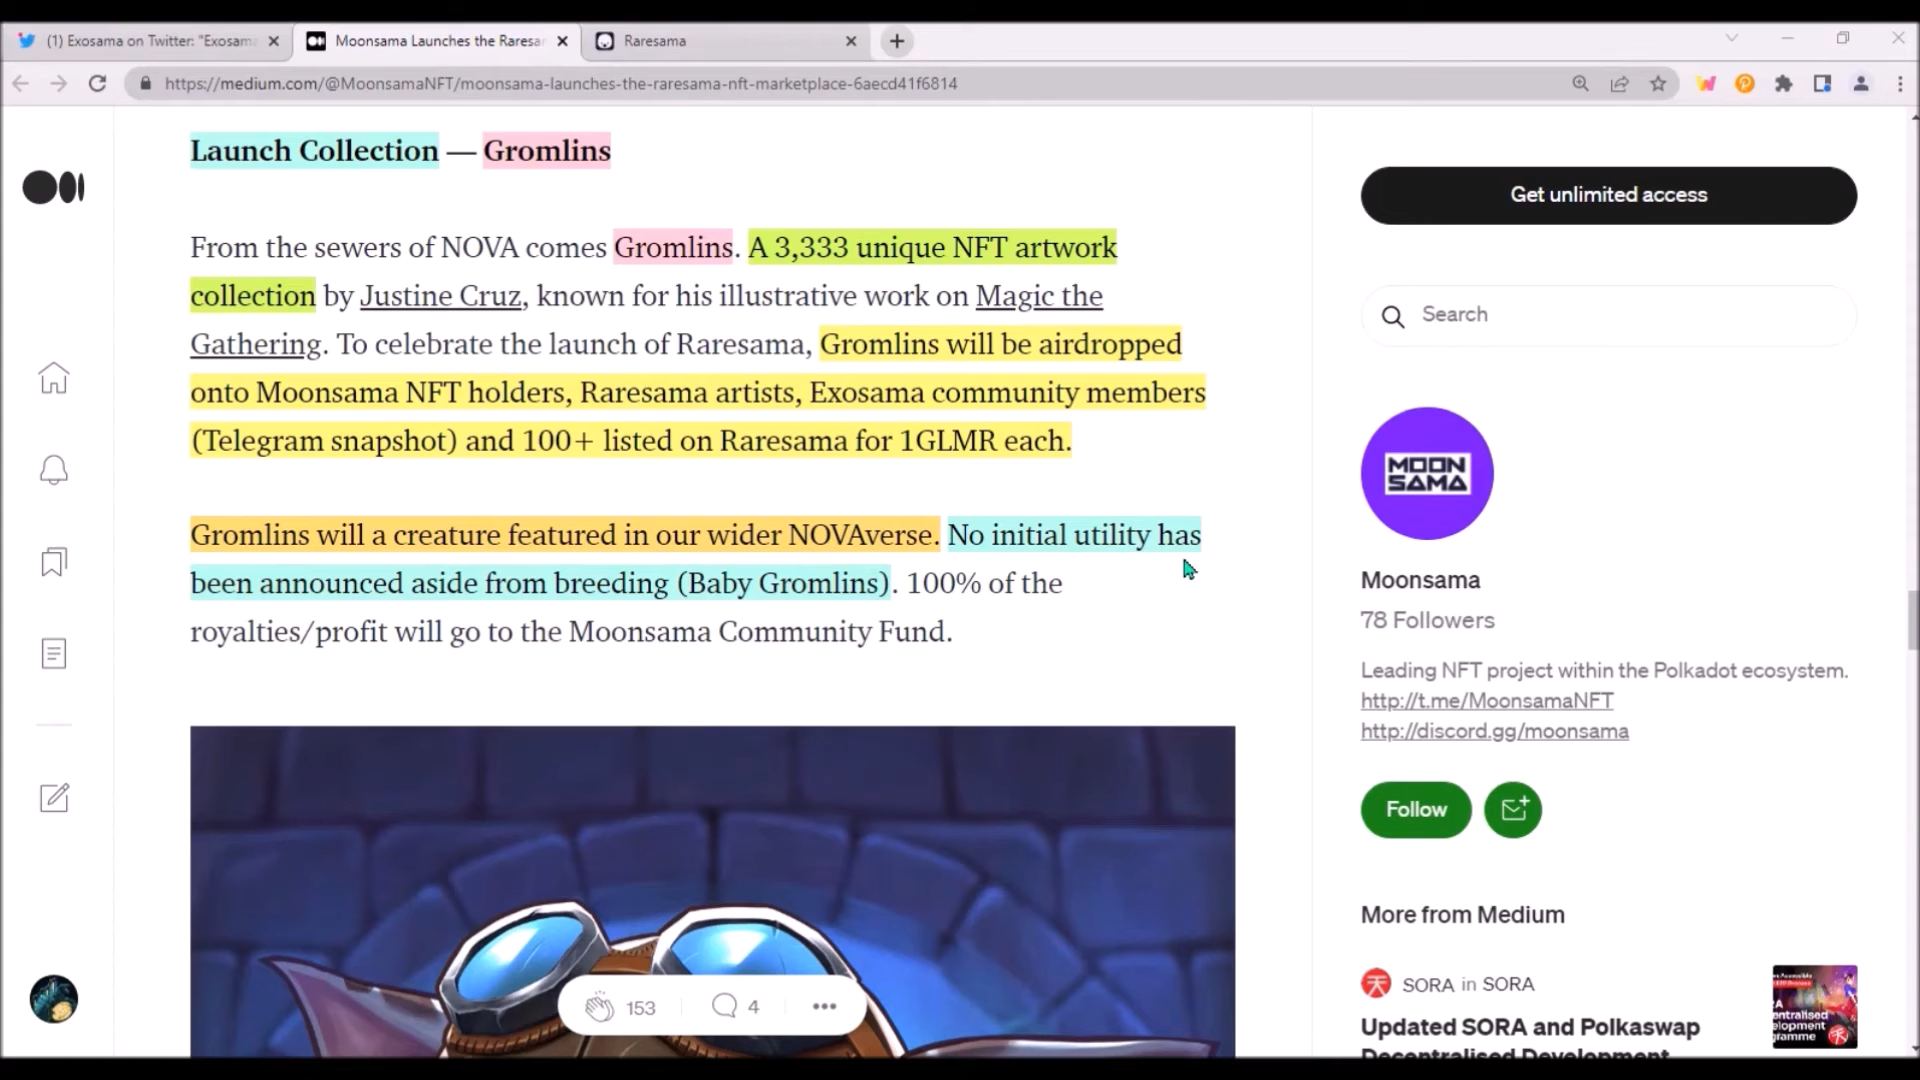 (1) Exosama on Twitter: "Exosama
Moonsama Launches the Raresa
Raresama
https://medium.com/@MoonsamaNFT/moonsama-launches-the-raresama-nft-marketplace-6aecd41f6814
Launch Collection — Gromlins
From the sewers of NOVA comes Gromlins. A 3,333 unique NFT artwork
collection by Justine Cruz, known for his illustrative work on Magic the
Gathering. To celebrate the launch of Raresama, Gromlins will be airdropped
onto Moonsama NFT holders, Raresama artists, Exosama community members
(Telegram snapshot) and 100+ listed on Raresama for 1GLMR each.
Gromlins will a creature featured in our wider NOVAverse. No initial utility has
been announced aside from breeding (Baby Gromlins). 100% of the
royalties/profit will go to the Moonsama Community Fund.
153
4
Get unlimited access
Search
MOON
SAMA
Moonsama
78 Followers
Leading NFT project within the Polkadot ecosystem.
http://t.me/MoonsamaNFT
http://discord.gg/moonsama
Follow
More from Medium
SORA in SORA
Updated SORA and Polkaswap
Decentralised Development